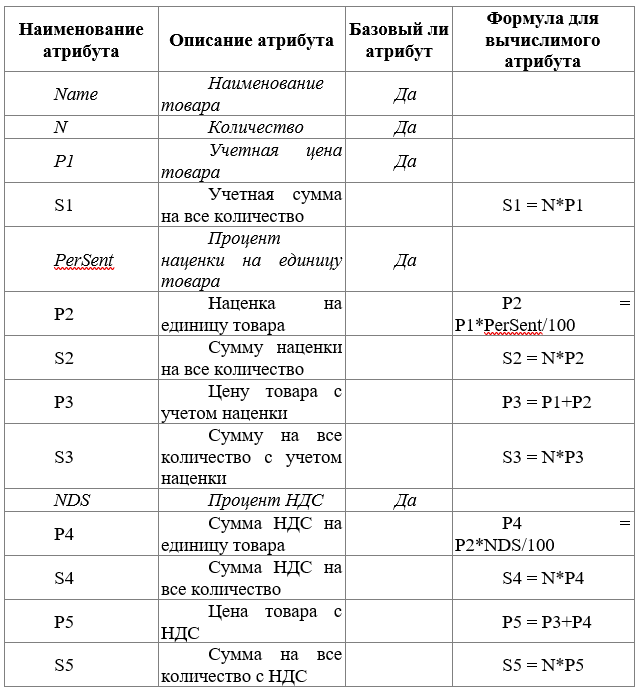 Наименование атрибута | Описание атрибута | Базовый ли атрибут | Формула для вычислимого атрибута
Name | Наименование товара | Да |
N | Количество | Да |
P1 | Учетная цена товара | Да |
S1 | Учетная сумма на все количество | | S1 = N*P1
PerSent | Процент наценки на единицу товара | Да |
P2 | Наценка на единицу товара | | P2 = P1*PerSent/100
S2 | Сумму наценки на все количество | | S2 = N*P2
P3 | Цену товара с учетом наценки | | P3 = P1+P2
S3 | Сумму на все количество с учетом наценки | | S3 = N*P3
NDS | Процент НДС | Да |
P4 | Сумма НДС на единицу товара | | P4 = P2*NDS/100
S4 | Сумма НДС на все количество | | S4 = N*P4
P5 | Цена товара с НДС | | P5 = P3+P4
S5 | Сумма на все количество с НДС | | S5 = N*P5